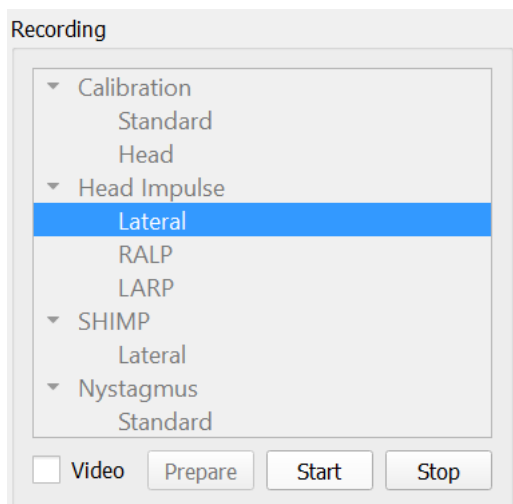 Recording
Calibration
Standard
Head
Head Impulse
Lateral
RALP
LARP
SHIMP
Lateral
Nystagmus
Standard
Video Prepare Start Stop